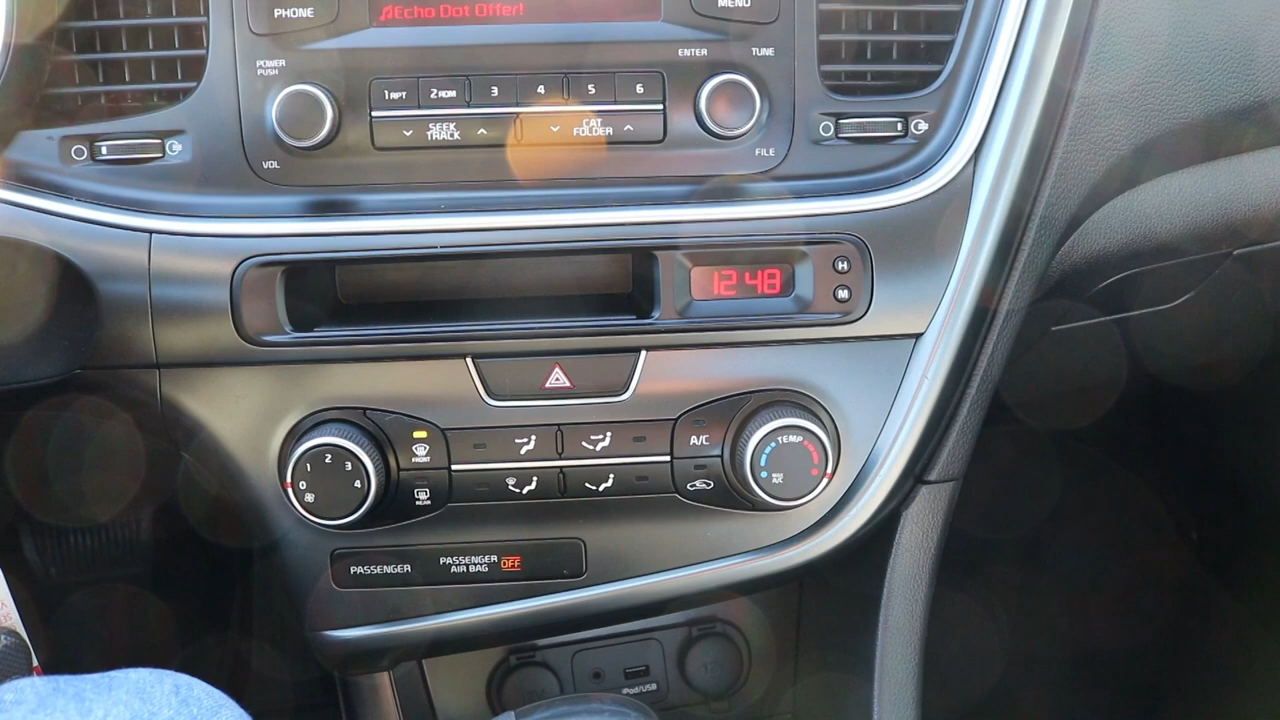 PHONE
Echo Dot Offer!
MENU
POWER
PUSH
ENTER
TUNE
1 RPT
2 RDM
3
4
5
6
SEEK
TRACK
CAT
FOLDER
VOL
FILE
12 48
H
M
0
1
2
3
4
FRONT
REAR
A/C
TEMP
MAX
A/C
PASSENGER
PASSENGER
AIR BAG OFF
iPod/USB